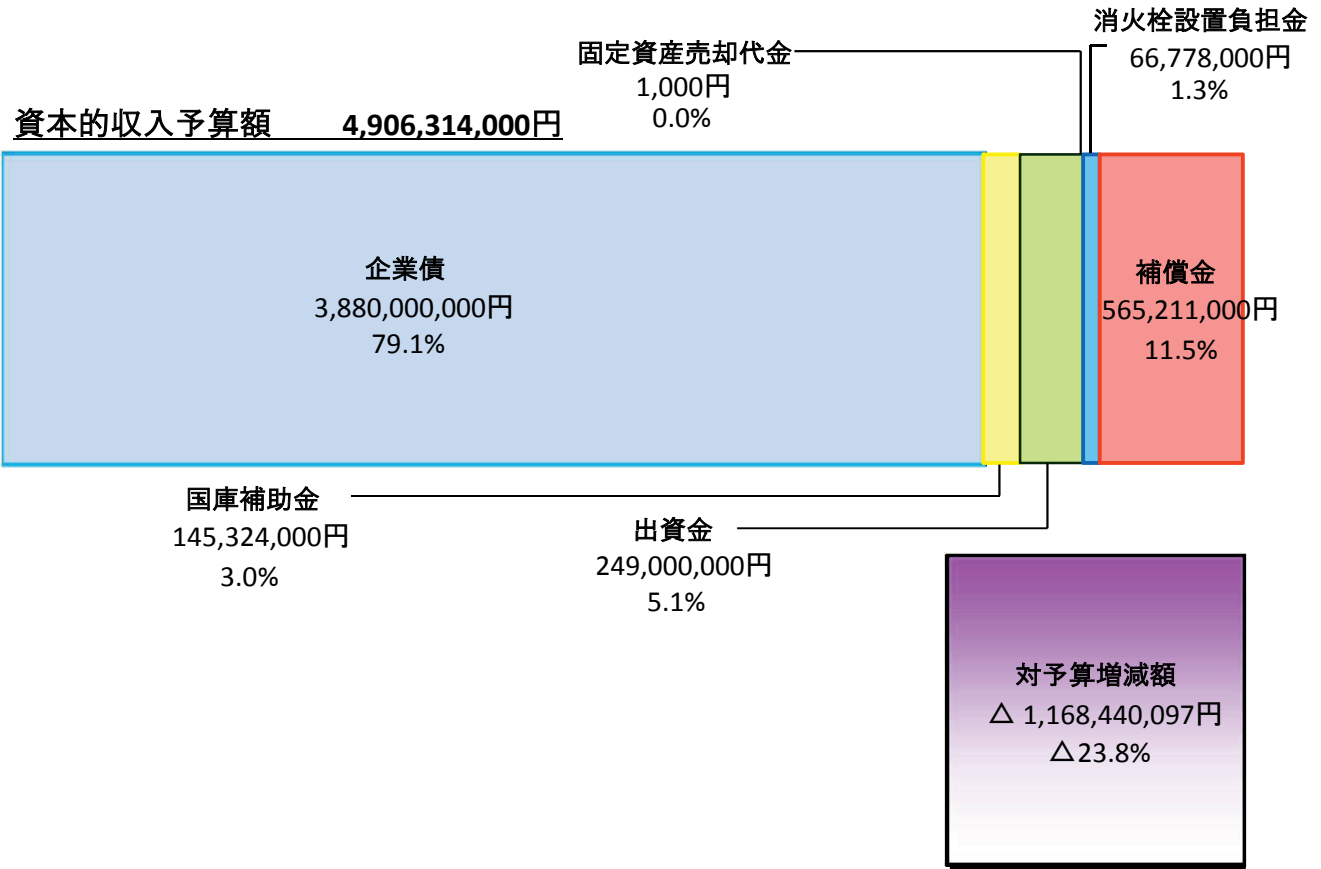 消火栓設置負担金
66,778,000円
1.3%
固定資産売却代金
1,000円
0.0%
資本的収入予算額 4,906,314,000円
企業債
3,880,000,000円
79.1%
補償金
565,211,000円
11.5%
国庫補助金
145,324,000円
3.0%
出資金
249,000,000円
5.1%
対予算増減額
△ 1,168,440,097円
△23.8%